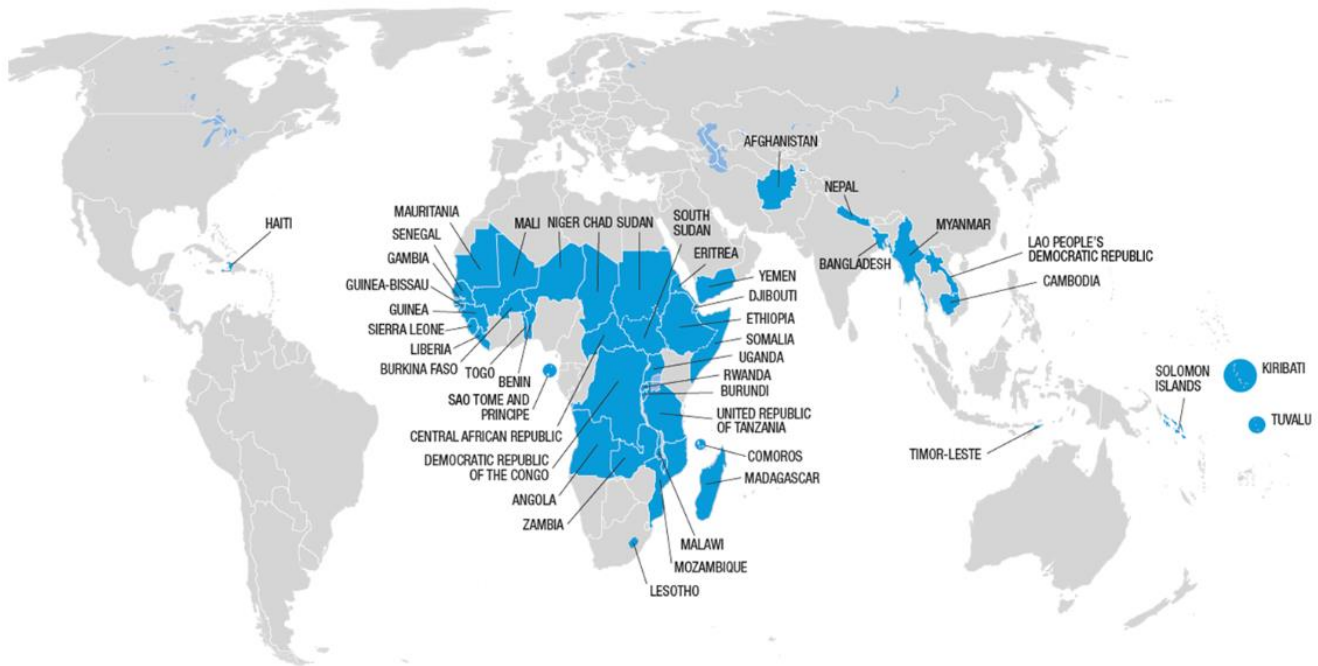 HAITI
MAURITANIA
SENEGAL
GAMBIA
GUINEA-BISSAU
GUINEA
SIERRA LEONE
LIBERIA
BURKINA FASO
TOGO
BENIN
SAO TOME AND
PRINCIPE
CENTRAL AFRICAN REPUBLIC
DEMOCRATIC REPUBLIC
OF THE CONGO
ANGOLA
ZAMBIA
MALI
NIGER
CHAD
SUDAN
SOUTH
SUDAN
ERITREA
YEMEN
DJIBOUTI
ETHIOPIA
SOMALIA
UGANDA
RWANDA
BURUNDI
UNITED REPUBLIC
OF TANZANIA
COMOROS
MADAGASCAR
MALAWI
MOZAMBIQUE
LESOTHO
AFGHANISTAN
NEPAL
BANGLADESH
MYANMAR
LAO PEOPLE'S
DEMOCRATIC REPUBLIC
CAMBODIA
TIMOR-LESTE
SOLOMON
ISLANDS
KIRIBATI
TUVALU